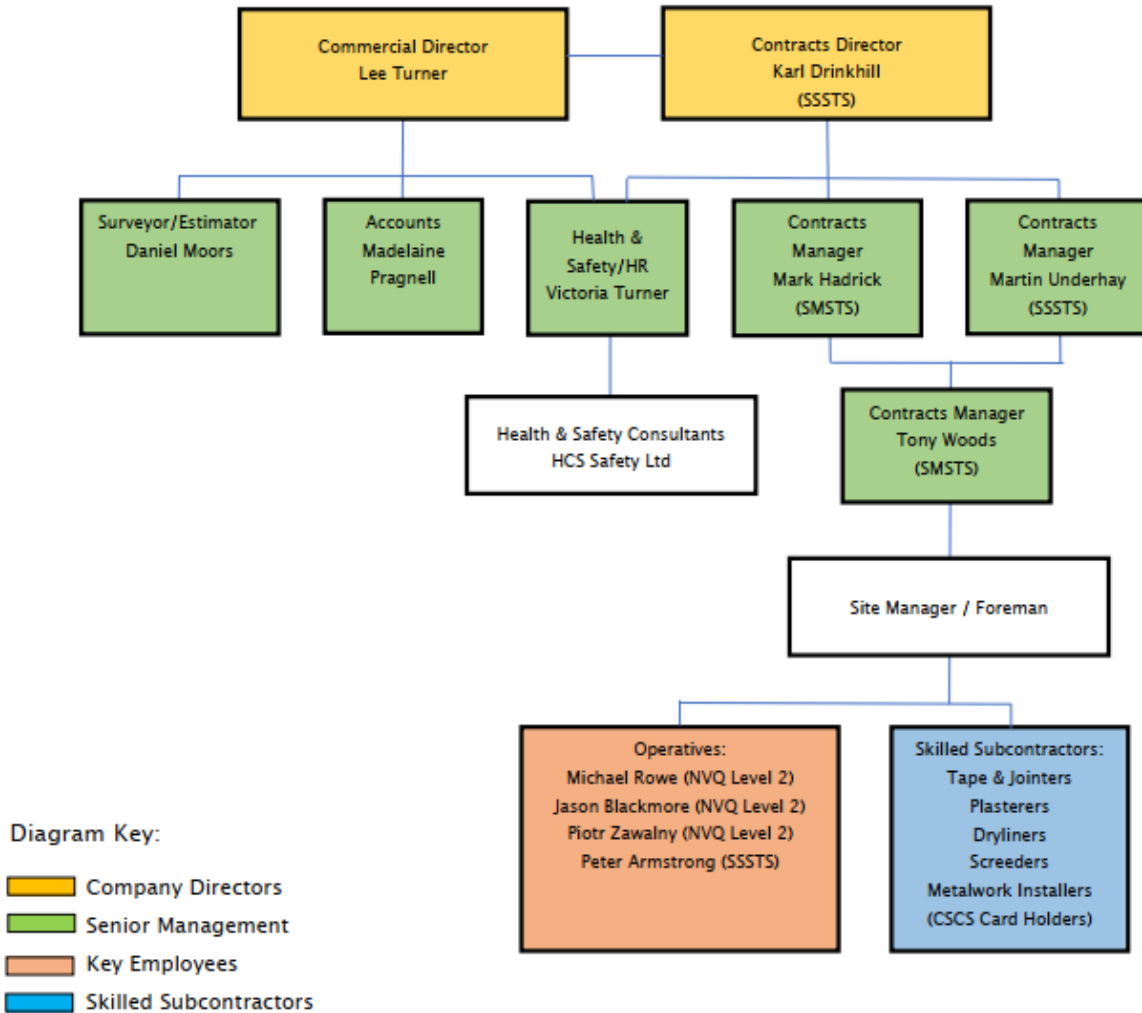 Commercial Director
Lee Turner
Contracts Director
Karl Drinkhill
(SSSTS)
Surveyor/Estimator
Daniel Moors
Accounts
Madelaine
Pragnell
Health &
Safety/HR
Victoria Turner
Contracts
Manager
Mark Hadrick
(SMSTS)
Contracts
Manager
Martin Underhay
(SSSTS)
Health & Safety Consultants
HCS Safety Ltd
Contracts Manager
Tony Woods
(SMSTS)
Site Manager / Foreman
Operatives:
Michael Rowe (NVQ Level 2)
Jason Blackmore (NVQ Level 2)
Piotr Zawalny (NVQ Level 2)
Peter Armstrong (SSSTS)
Skilled Subcontractors:
Tape & Jointers
Plasterers
Dryliners
Screeders
Metalwork Installers
(CSCS Card Holders)
Diagram Key:
Company Directors
Senior Management
Key Employees
Skilled Subcontractors